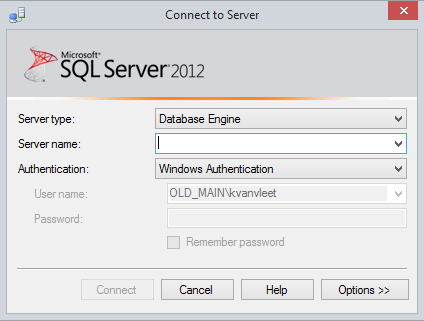 Connect to Server
Microsoft®
SQL Server® 2012
Server type: Database Engine
Server name:
Authentication: Windows Authentication
User name: OLD_MAIN\kvanvleet
Password:
Remember password
Connect Cancel Help Options >>